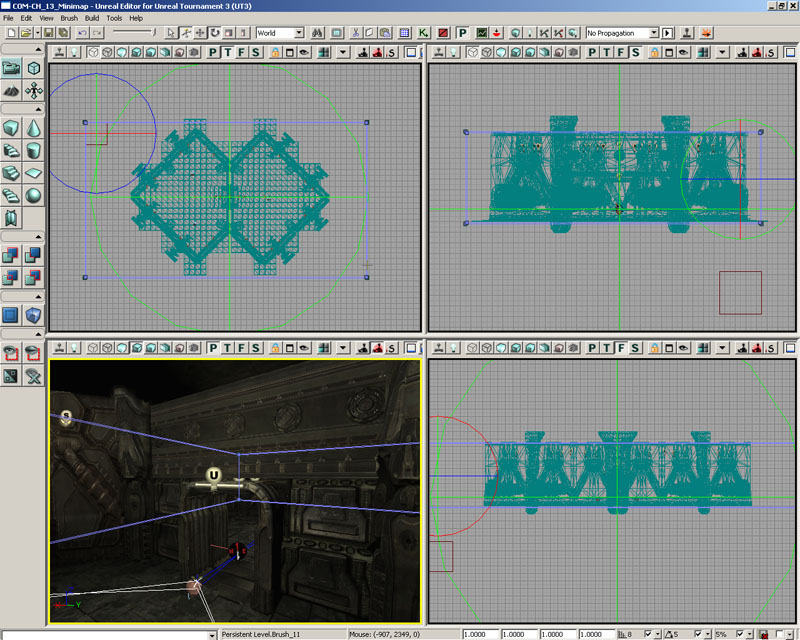 COM-CH_13_Minimap - Unreal Editor for Unreal Tournament 3 (UT3)
File Edit View Brush Build Tools Help
World
P
No Propagation
P T F S
S
P T F S
S
P T F S
S
P T F S
S
S
U
Y
Persistent Level.Brush_11 Mouse: (-907, 2349, 0) 1.0000 1.0000 1.0000 1.0000 8 5 5%